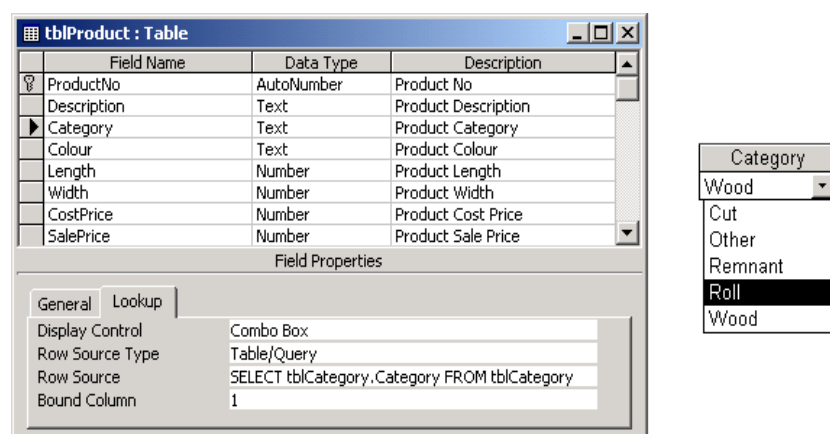 tblProduct : Table
Field Name Data Type Description
ProductNo AutoNumber Product No
Description Text Product Description
Category Text Product Category
Colour Text Product Colour
Length Number Product Length
Width Number Product Width
CostPrice Number Product Cost Price
SalePrice Number Product Sale Price
Field Properties
General Lookup
Display Control Combo Box
Row Source Type Table/Query
Row Source SELECT tblCategory.Category FROM tblCategory
Bound Column 1
Category
Wood
Cut
Other
Remnant
Roll
Wood